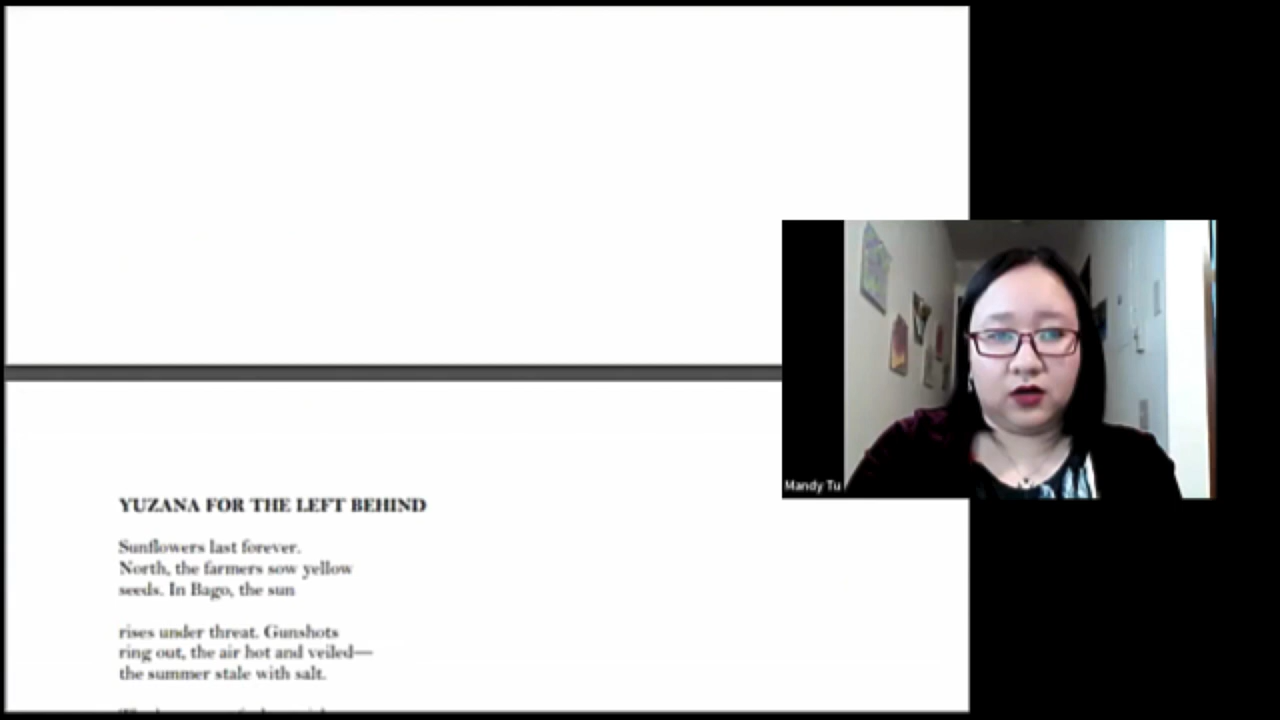 YUZANA FOR THE LEFT BEHIND
Sunflowers last forever.
North, the farmers sow yellow
seeds. In Bago, the sun
rises under threat. Gunshots
ring out, the air hot and veiled—
the summer stale with salt.
Mandy Tu